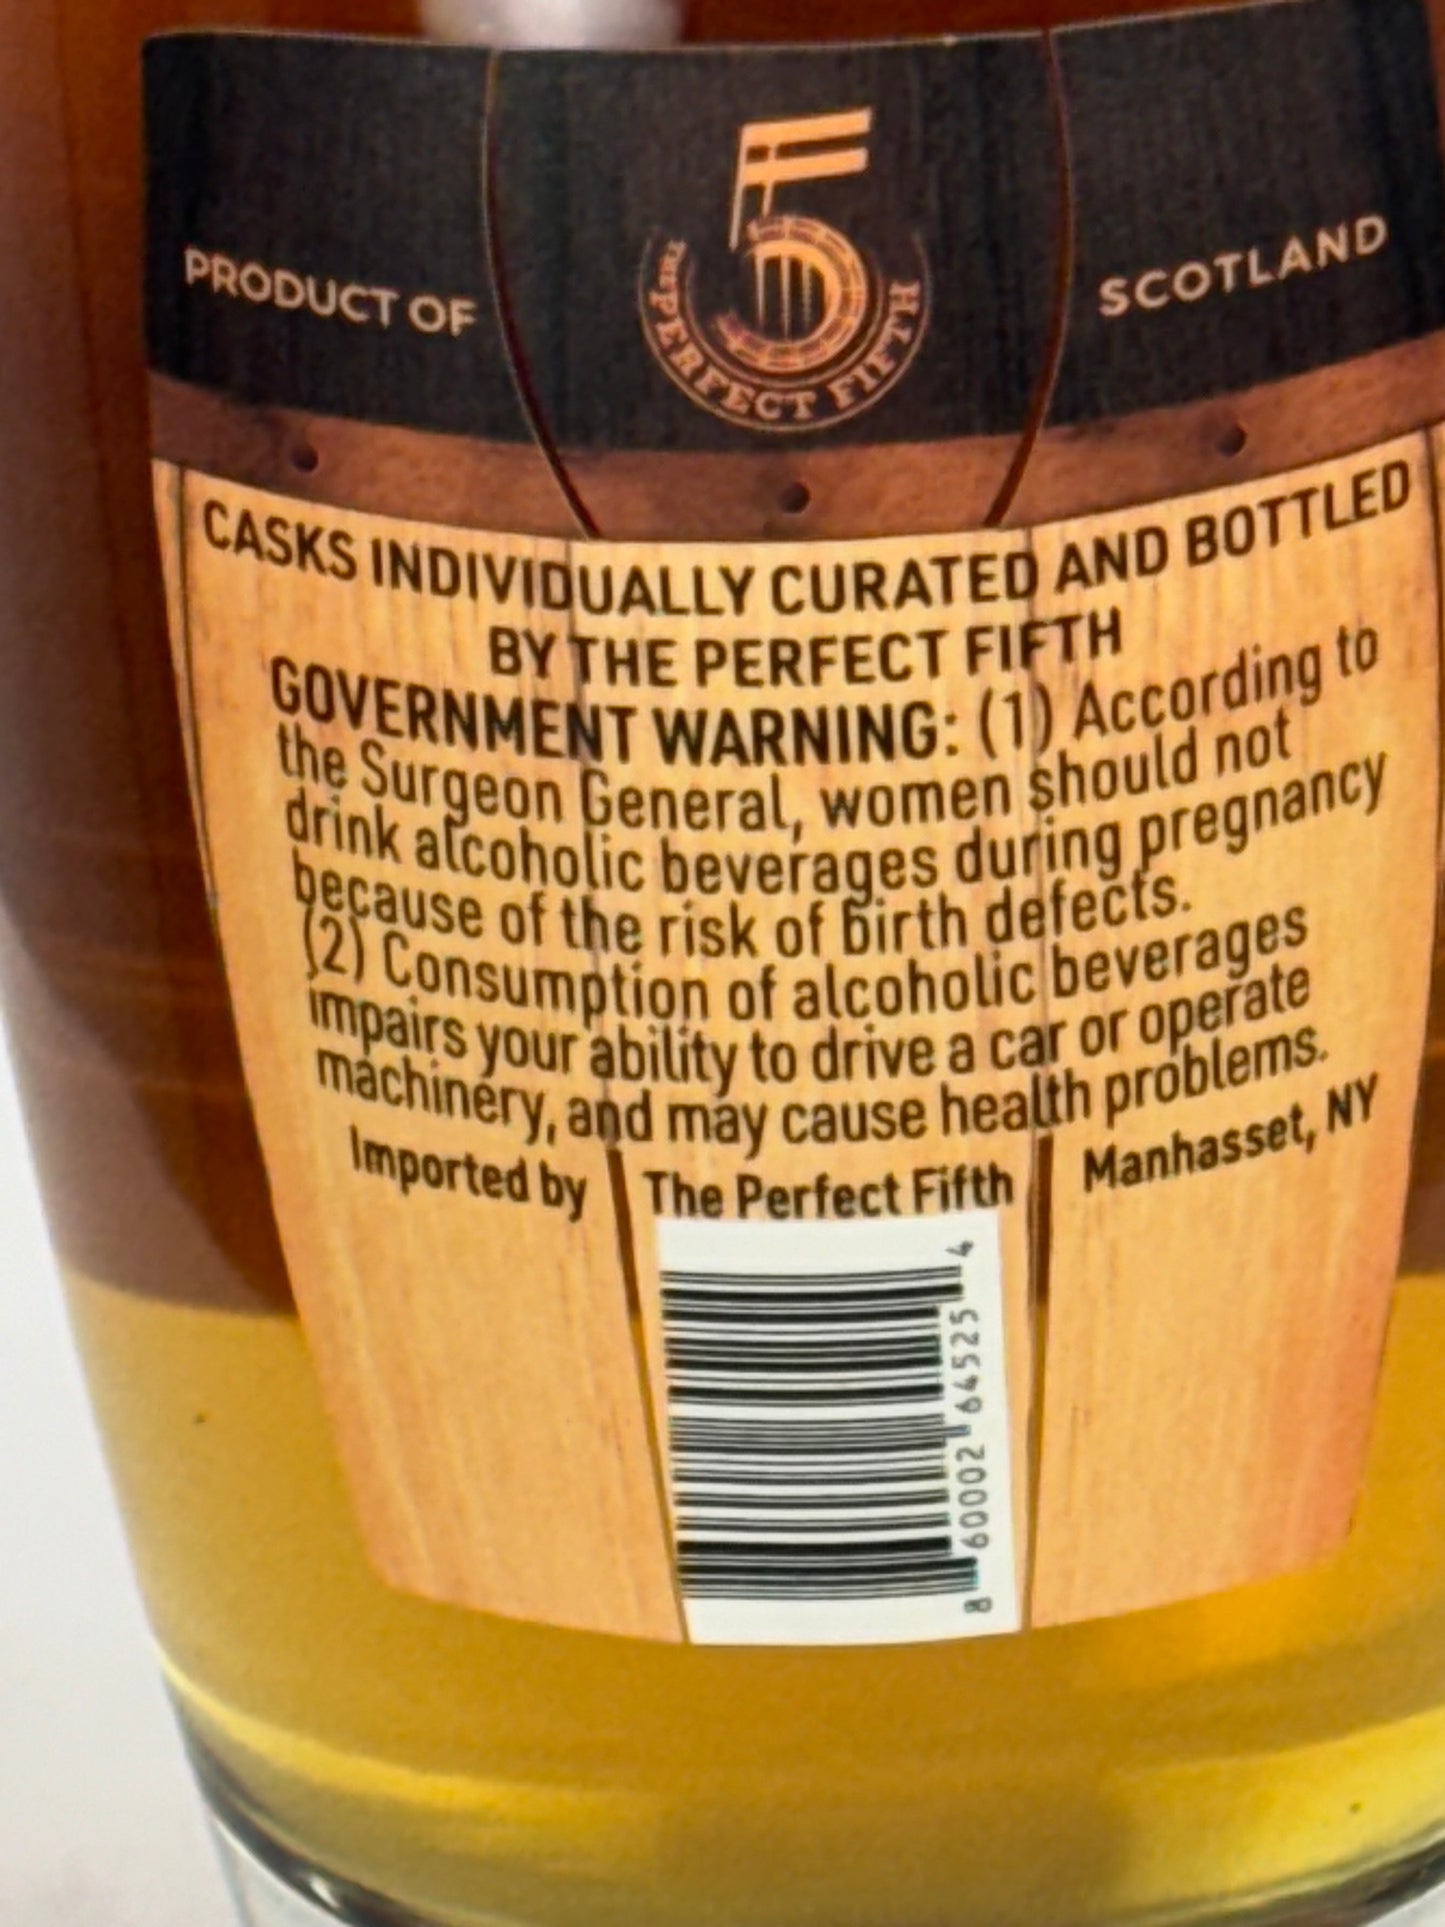 PRODUCT OF
5
THE PERFECT FIFTH
SCOTLAND
CASKS INDIVIDUALLY CURATED AND BOTTLED
BY THE PERFECT FIFTH
GOVERNMENT WARNING: (1) According to
the Surgeon General, women should not
drink alcoholic beverages during pregnancy
because of the risk of birth defects.
(2) Consumption of alcoholic beverages
impairs your ability to drive a car or operate
machinery, and may cause health problems.
Imported by The Perfect Fifth Manhasset, NY
8 60002 64525 4